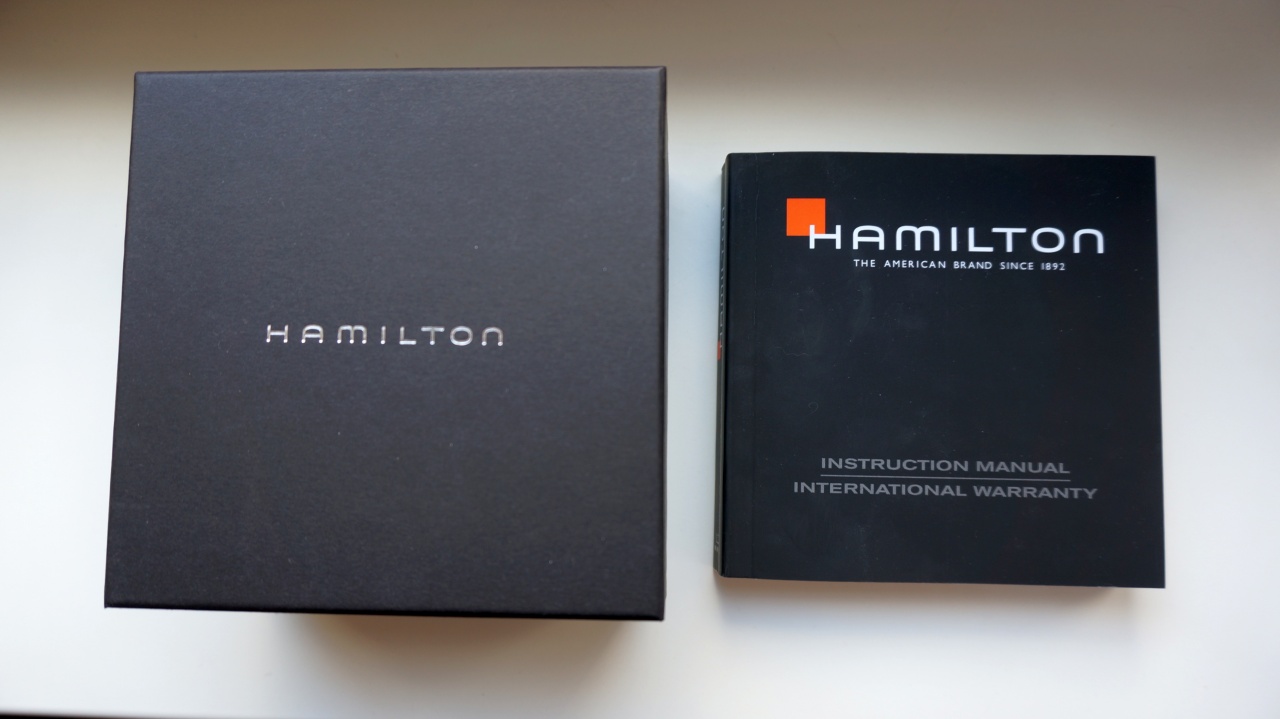 HAMILTON
HAMILTON
THE AMERICAN BRAND SINCE 1892
INSTRUCTION MANUAL
INTERNATIONAL WARRANTY